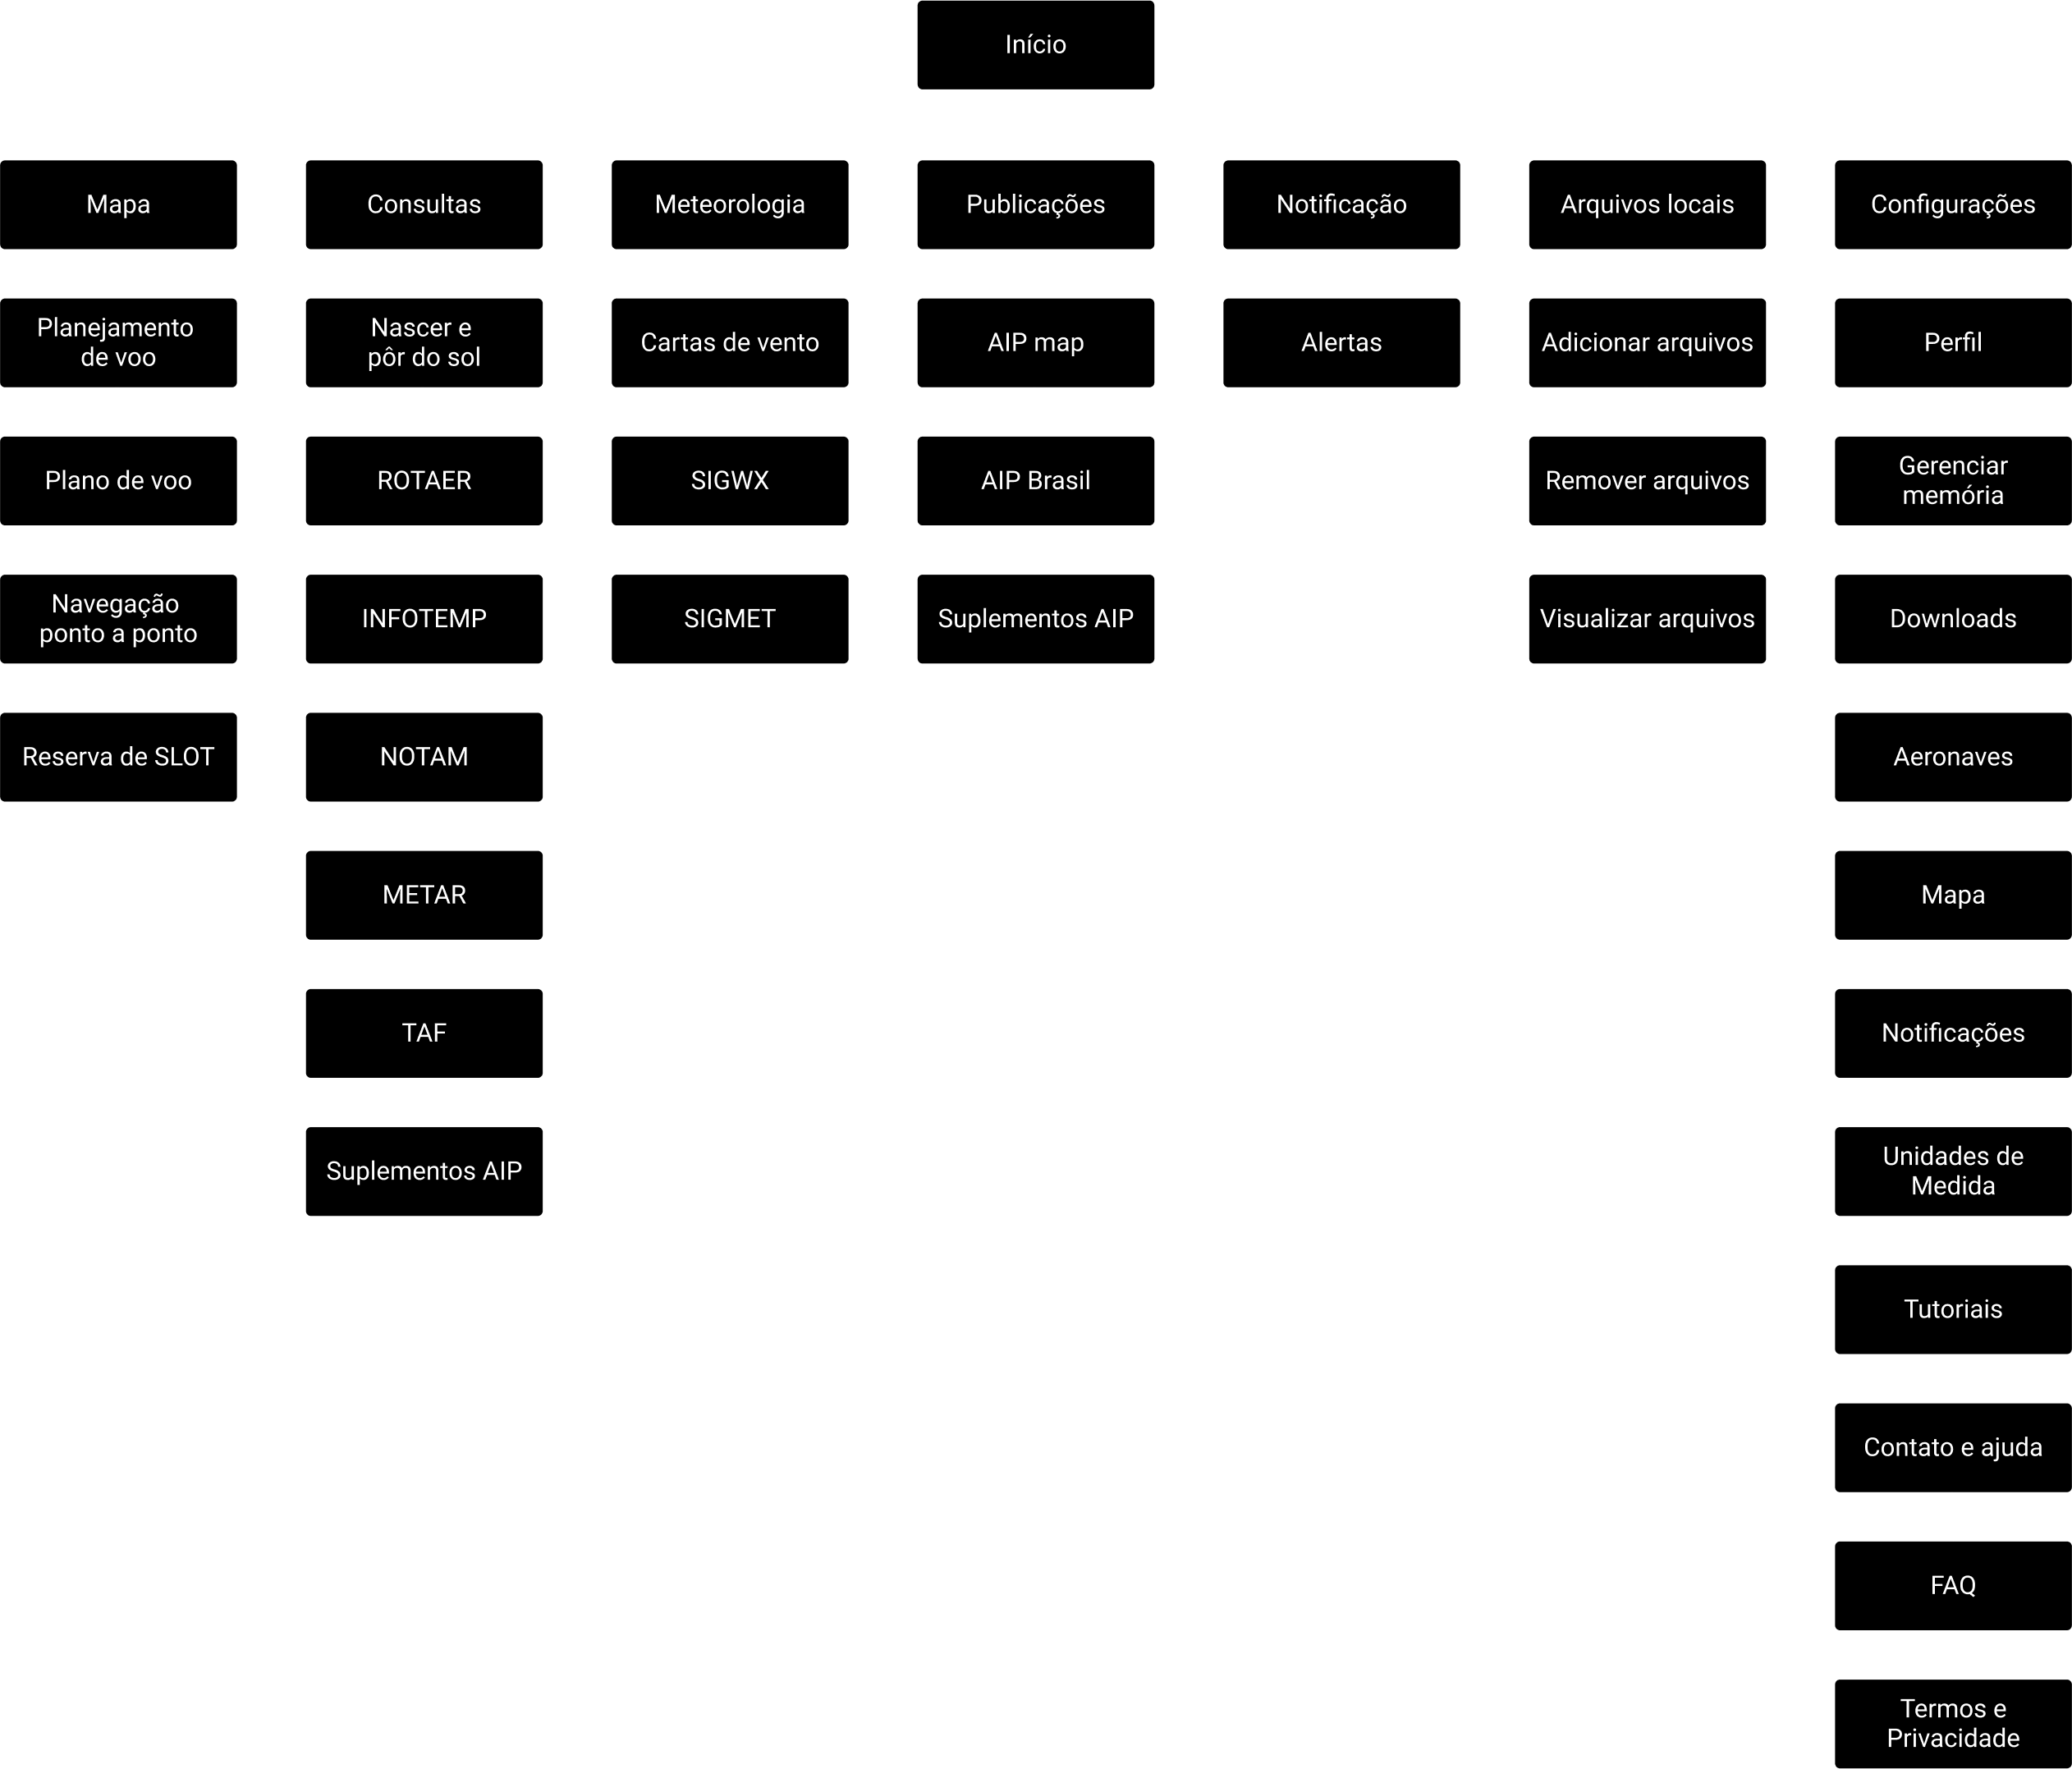 Início
Mapa
Consultas
Meteorologia
Publicações
Notificação
Arquivos locais
Configurações
Planejamento
de voo
Nascer e
pôr do sol
Cartas de vento
AIP map
Alertas
Adicionar arquivos
Perfil
Plano de voo
ROTAER
SIGWX
AIP Brasil
Remover arquivos
Gerenciar
memória
Navegação
ponto a ponto
INFOTEMP
SIGMET
Suplementos AIP
Visualizar arquivos
Downloads
Reserva de SLOT
NOTAM
Aeronaves
METAR
Mapa
TAF
Notificações
Suplementos AIP
Unidades de
Medida
Tutoriais
Contato e ajuda
FAQ
Termos e
Privacidade